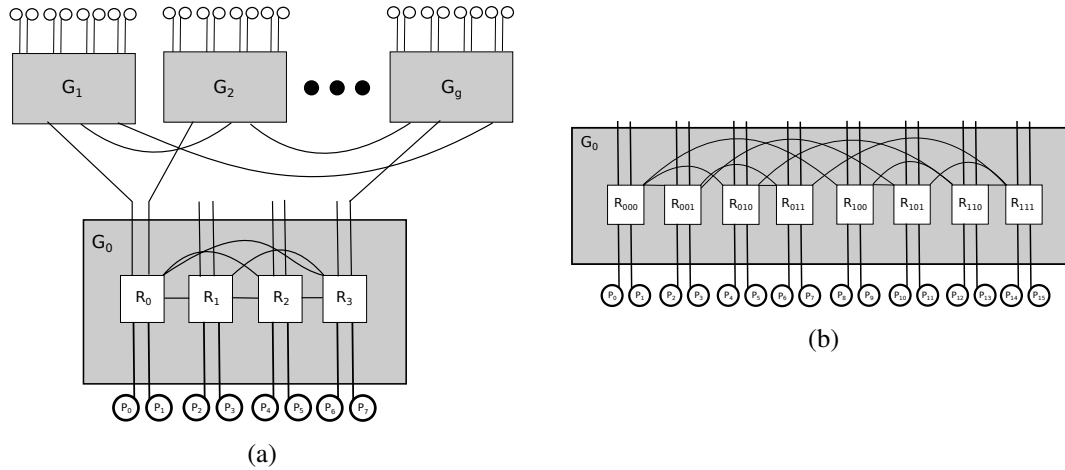 G1 G2 Gg
G0
R0 R1 R2 R3
P0 P1 P2 P3 P4 P5 P6 P7
(a)
G0
R000 R001 R010 R011 R100 R101 R110 R111
P0 P1 P2 P3 P4 P5 P6 P7 P8 P9 P10 P11 P12 P13 P14 P15
(b)